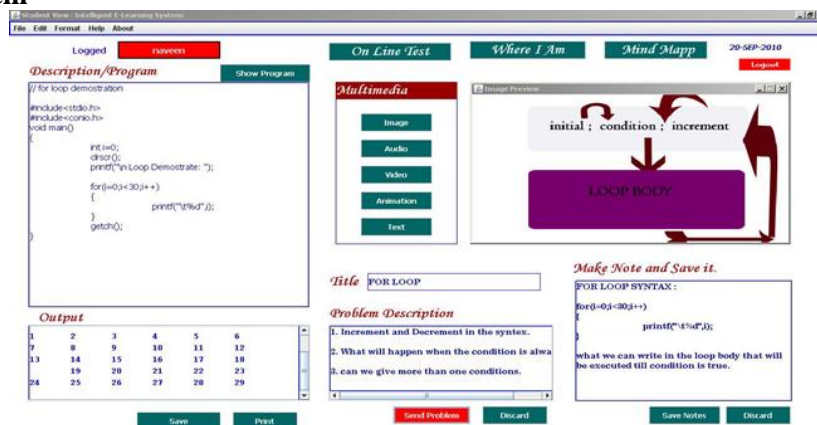 Student View : Intelligent E-Learning Systems
File Edit Format Help About
Logged naveen
On Line Test Where I Am Mind Mapp 20-SEP-2010
Logout
Description/Program Show Program
// for loop demostration
#include<stdio.h>
#include<conio.h>
void main()
{
int i=0;
clrscr();
printf("\n Loop Demostrate: ");
for(i=0;i<30;i++)
{
printf("\t%d",i);
}
getch();
}
Multimedia
Image
Audio
Video
Animation
Text
Image Preview
initial ; condition ; increment
LOOP BODY
Title FOR LOOP
Output
1 2 3 4 5 6
7 8 9 10 11 12
13 14 15 16 17 18
19 20 21 22 23
24 25 26 27 28 29
Save Print
Problem Description
1. Increment and Decrement in the syntex.
2. What will happen when the condition is alwa
3. can we give more than one conditions.
Send Problem Discard
Make Note and Save it.
FOR LOOP SYNTAX :
for(i=0;i<30;i++)
{
printf("\t%d",i);
}
what we can write in the loop body that will
be executed till condition is true.
Save Notes Discard